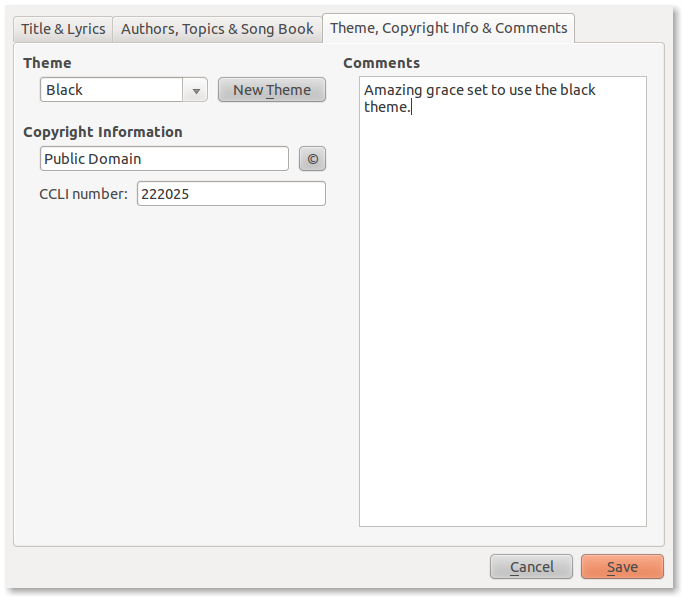 Title & Lyrics
Authors, Topics & Song Book
Theme, Copyright Info & Comments
Theme
Black
New Theme
Copyright Information
Public Domain
©
CCLI number:
222025
Comments
Amazing grace set to use the black
theme.
Cancel
Save